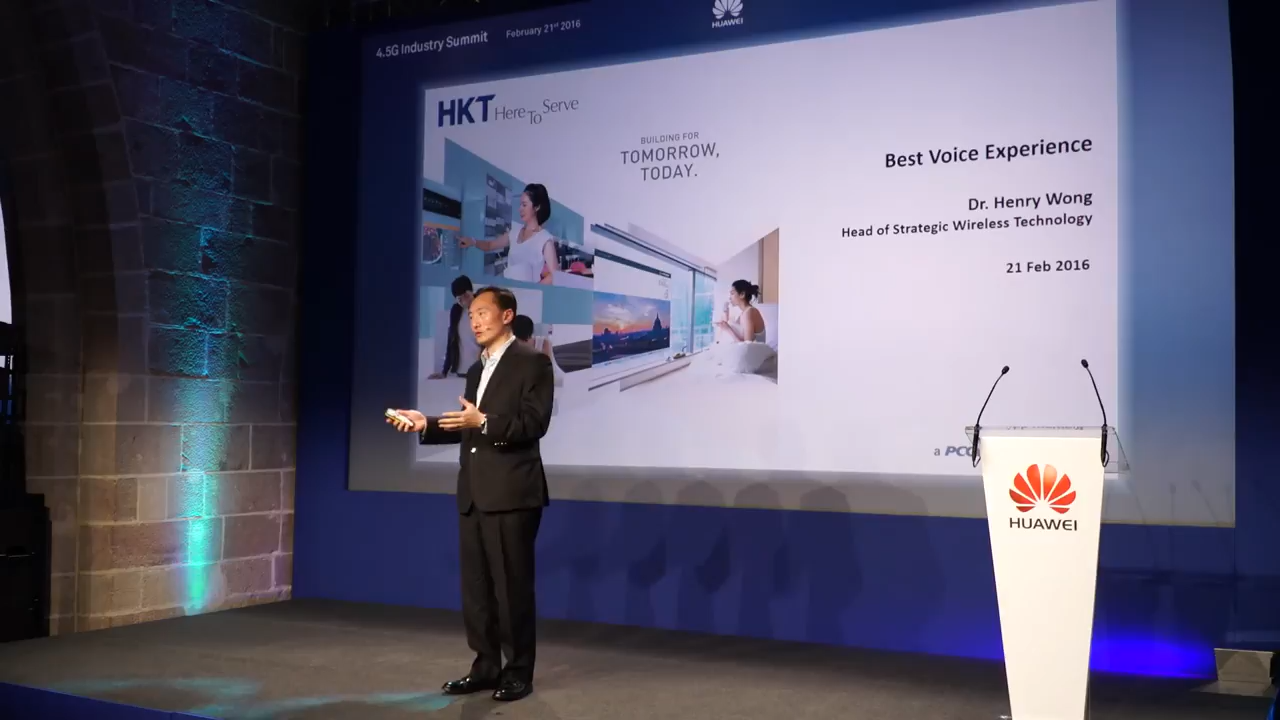 4.5G Industry Summit February 21st 2016
HUAWEI
HKT Here To Serve
BUILDING FOR
TOMORROW,
TODAY.
Best Voice Experience
Dr. Henry Wong
Head of Strategic Wireless Technology
21 Feb 2016
a PCC
HUAWEI